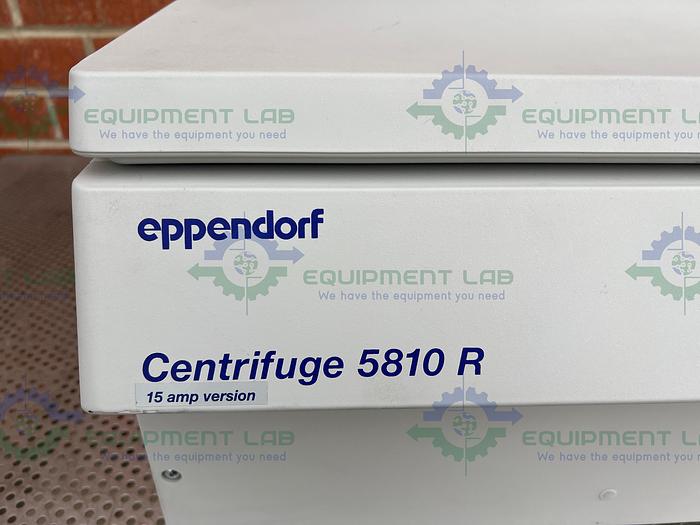 EQUIPMENT LAB
We have the equipment you need
EQUIPMENT LA
We have the equipment you need
eppendorf
EQUIPMENT LAB
We have the equipment you need
Centrifuge 5810 R
15 amp version
EQUIPMENT LAB
We have the equipment you need
EQUIPMENT LA
We have the equipment you need